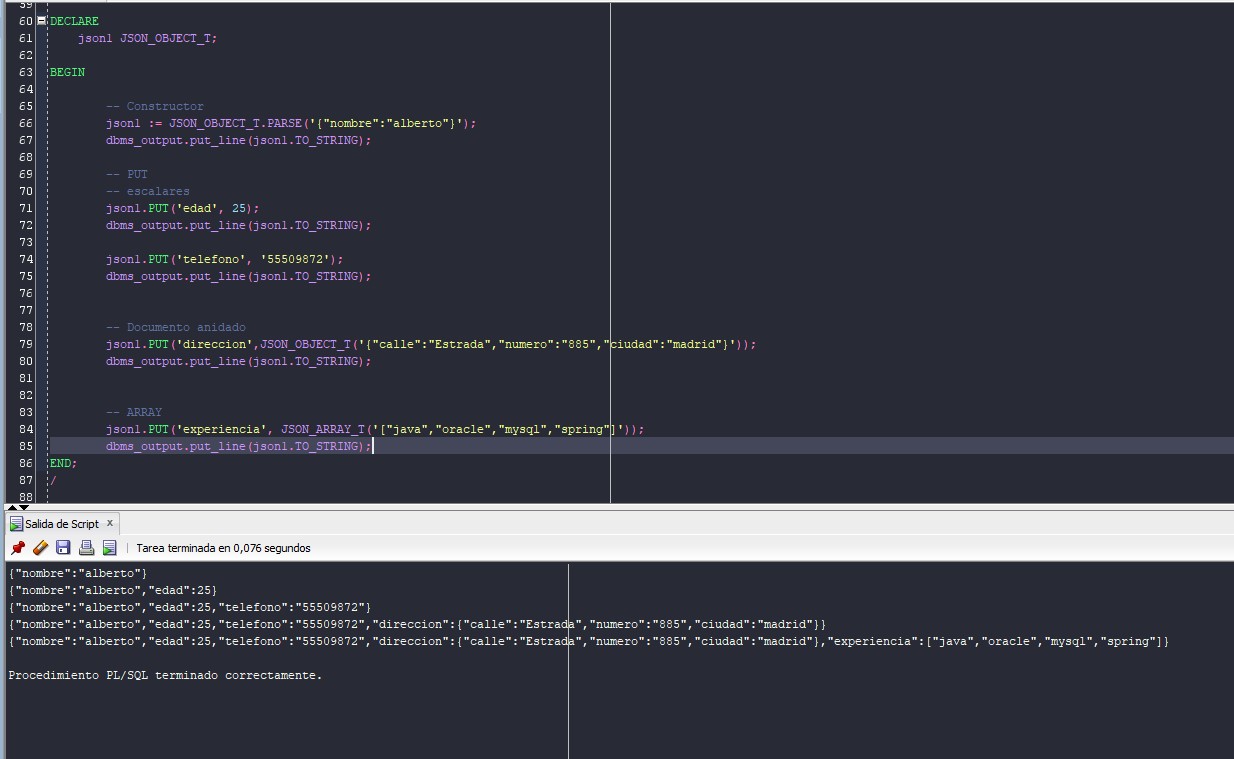 59
60 DECLARE
61     json1 JSON_OBJECT_T;
62
63 BEGIN
64
65         -- Constructor
66         json1 := JSON_OBJECT_T.PARSE('{"nombre":"alberto"}');
67         dbms_output.put_line(json1.TO_STRING);
68
69         -- PUT
70         -- escalares
71         json1.PUT('edad', 25);
72         dbms_output.put_line(json1.TO_STRING);
73
74         json1.PUT('telefono', '55509872');
75         dbms_output.put_line(json1.TO_STRING);
76
77
78         -- Documento anidado
79         json1.PUT('direccion',JSON_OBJECT_T('{"calle":"Estrada","numero":"885","ciudad":"madrid"}'));
80         dbms_output.put_line(json1.TO_STRING);
81
82
83         -- ARRAY
84         json1.PUT('experiencia', JSON_ARRAY_T('["java","oracle","mysql","spring"]'));
85         dbms_output.put_line(json1.TO_STRING);
86 END;
87 /
88
Salida de Script x
Tarea terminada en 0,076 segundos
{"nombre":"alberto"}
{"nombre":"alberto","edad":25}
{"nombre":"alberto","edad":25,"telefono":"55509872"}
{"nombre":"alberto","edad":25,"telefono":"55509872","direccion":{"calle":"Estrada","numero":"885","ciudad":"madrid"}}
{"nombre":"alberto","edad":25,"telefono":"55509872","direccion":{"calle":"Estrada","numero":"885","ciudad":"madrid"},"experiencia":["java","oracle","mysql","spring"]}
Procedimiento PL/SQL terminado correctamente.